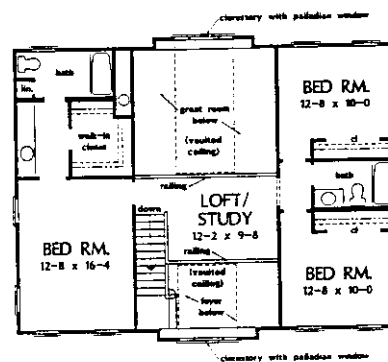 clerestory with palladian window
bath
lin.
walk-in
closet
great room
below
(vaulted
ceiling)
BED RM.
12-8 x 10-0
cl
railing
bath
down
LOFT/
STUDY
12-2 x 9-8
cl
BED RM.
12-8 x 16-4
railing
(vaulted
ceiling)
foyer
below
BED RM.
12-8 x 10-0
clerestory with palladian window